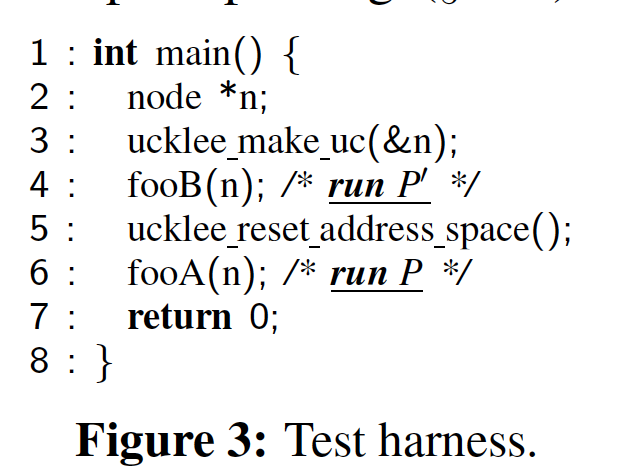 1 : int main() {
2 : node *n;
3 : ucklee_make_uc(&n);
4 : fooB(n); /* run P′ */
5 : ucklee_reset_address_space();
6 : fooA(n); /* run P */
7 : return 0;
8 : }
Figure 3: Test harness.